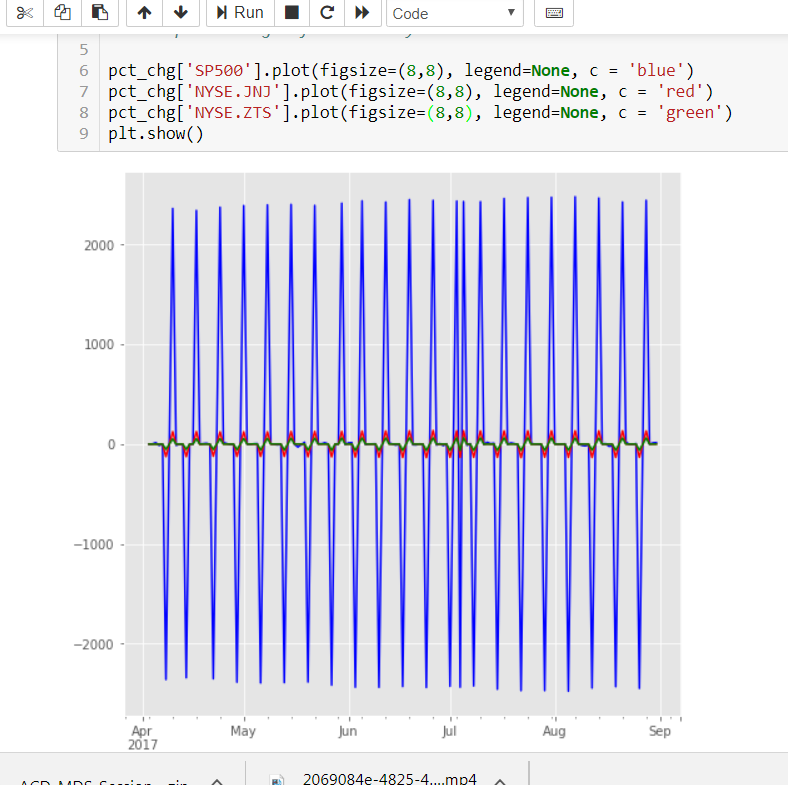 Run
Code
5
6 pct_chg['SP500'].plot(figsize=(8,8), legend=None, c = 'blue')
7 pct_chg['NYSE.JNJ'].plot(figsize=(8,8), legend=None, c = 'red')
8 pct_chg['NYSE.ZTS'].plot(figsize=(8,8), legend=None, c = 'green')
9 plt.show()
2000
1000
0
−1000
−2000
Apr May Jun Jul Aug Sep
2017
2069084e-4825-4....mp4